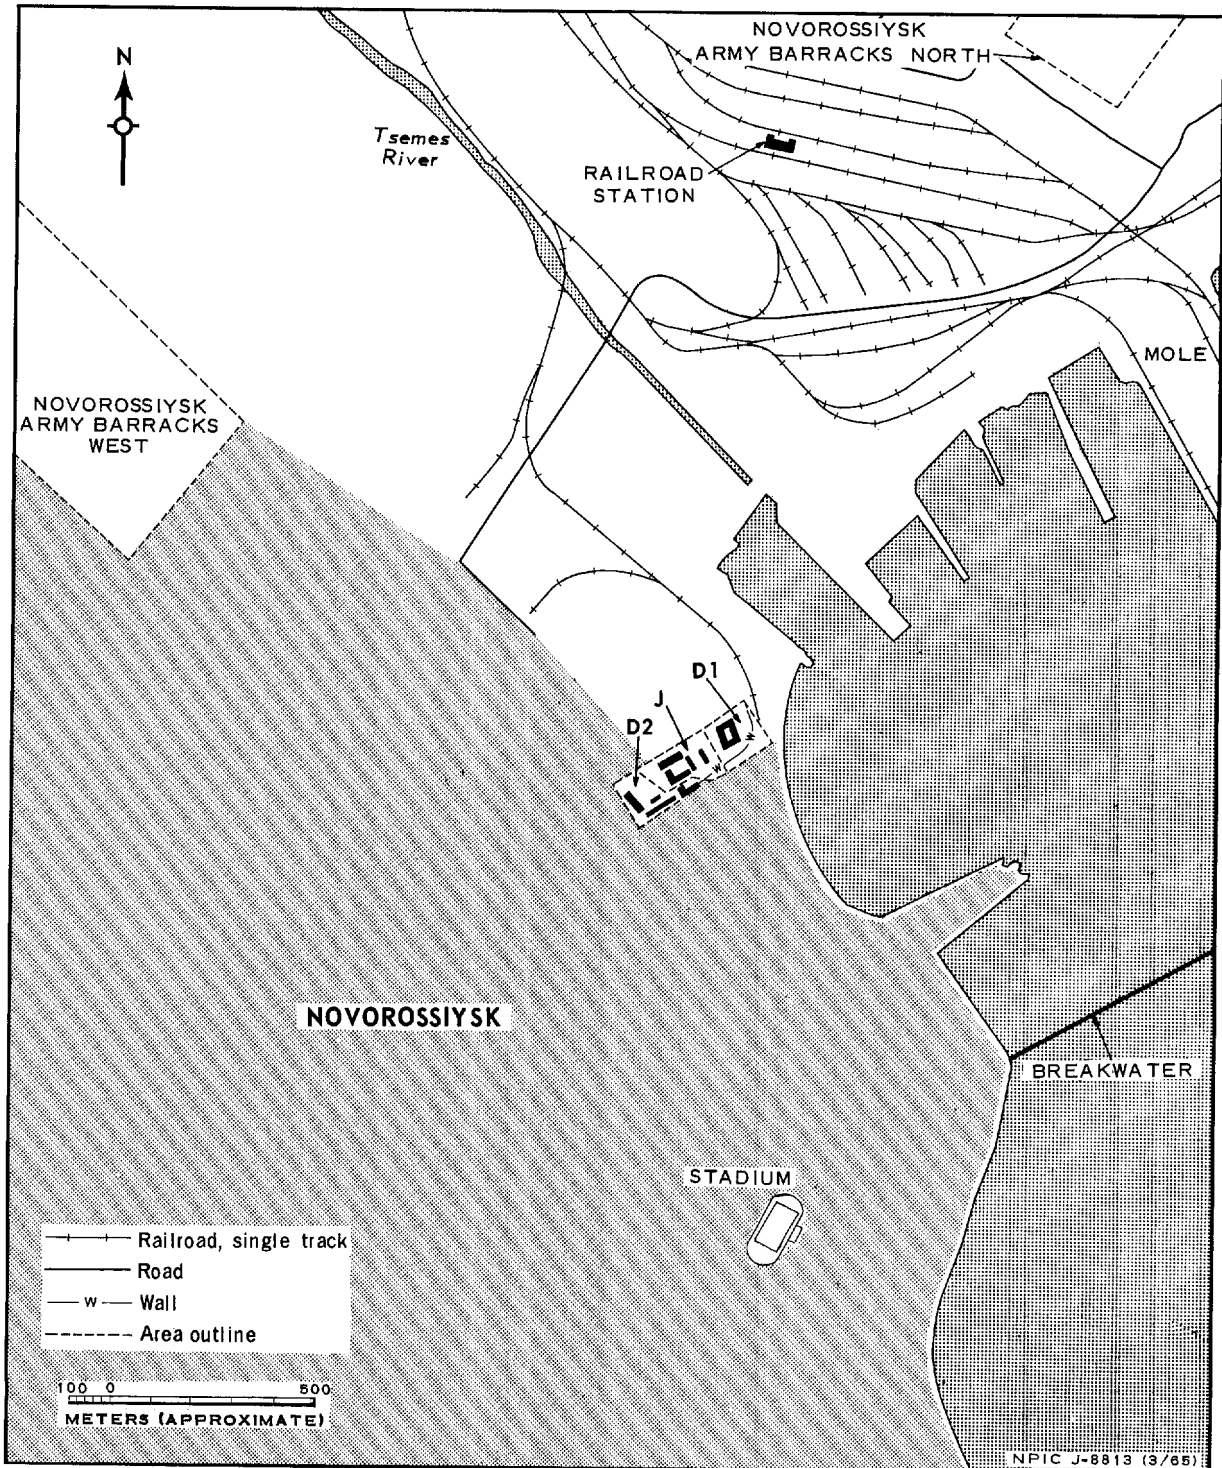 NOVOROSSIYSK
ARMY BARRACKS NORTH
N
Tsemes
River
RAILROAD
STATION
MOLE
NOVOROSSIYSK
ARMY BARRACKS
WEST
D1
J
D2
W
W
NOVOROSSIYSK
BREAKWATER
STADIUM
Railroad, single track
Road
W Wall
Area outline
100 0 500
METERS (APPROXIMATE)
NPIC J-8813 (3/65)